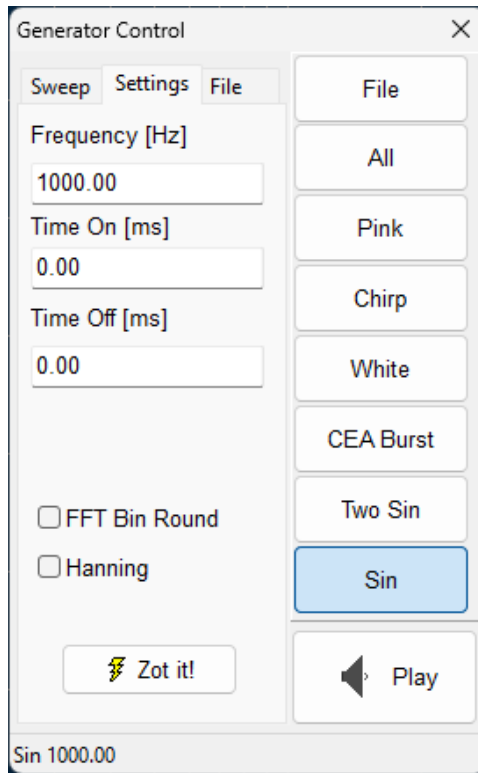 Generator Control
Sweep Settings File
Frequency [Hz]
1000.00
Time On [ms]
0.00
Time Off [ms]
0.00
FFT Bin Round
Hanning
Zot it!
File
All
Pink
Chirp
White
CEA Burst
Two Sin
Sin
Play
Sin 1000.00